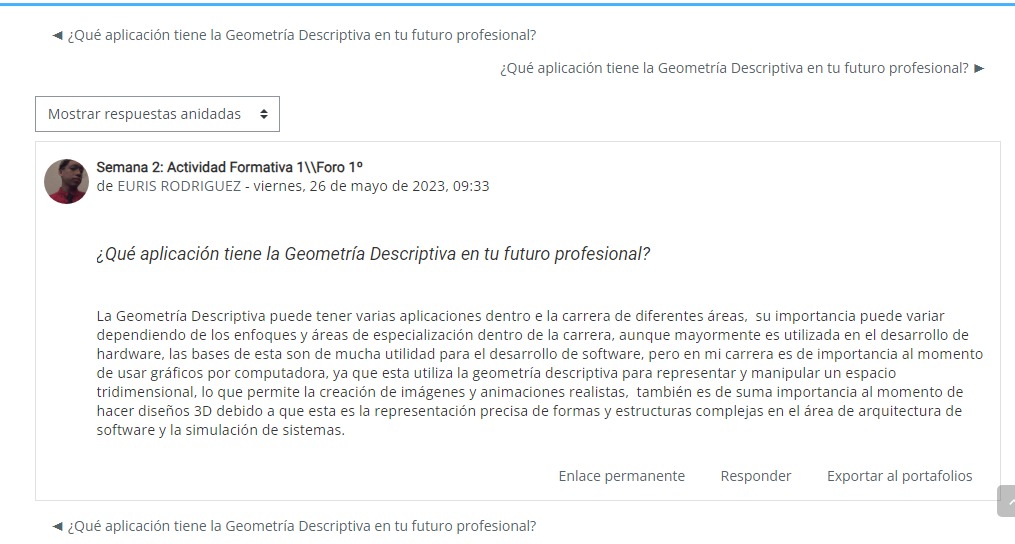 ◄ ¿Qué aplicación tiene la Geometría Descriptiva en tu futuro profesional?
¿Qué aplicación tiene la Geometría Descriptiva en tu futuro profesional? ►
Mostrar respuestas anidadas
Semana 2: Actividad Formativa 1\\Foro 1º
de EURIS RODRIGUEZ - viernes, 26 de mayo de 2023, 09:33
¿Qué aplicación tiene la Geometría Descriptiva en tu futuro profesional?
La Geometría Descriptiva puede tener varias aplicaciones dentro e la carrera de diferentes áreas,  su importancia puede variar
dependiendo de los enfoques y áreas de especialización dentro de la carrera, aunque mayormente es utilizada en el desarrollo de
hardware, las bases de esta son de mucha utilidad para el desarrollo de software, pero en mi carrera es de importancia al momento
de usar gráficos por computadora, ya que esta utiliza la geometría descriptiva para representar y manipular un espacio
tridimensional, lo que permite la creación de imágenes y animaciones realistas,  también es de suma importancia al momento de
hacer diseños 3D debido a que esta es la representación precisa de formas y estructuras complejas en el área de arquitectura de
software y la simulación de sistemas.
Enlace permanente Responder Exportar al portafolios
◄ ¿Qué aplicación tiene la Geometría Descriptiva en tu futuro profesional?